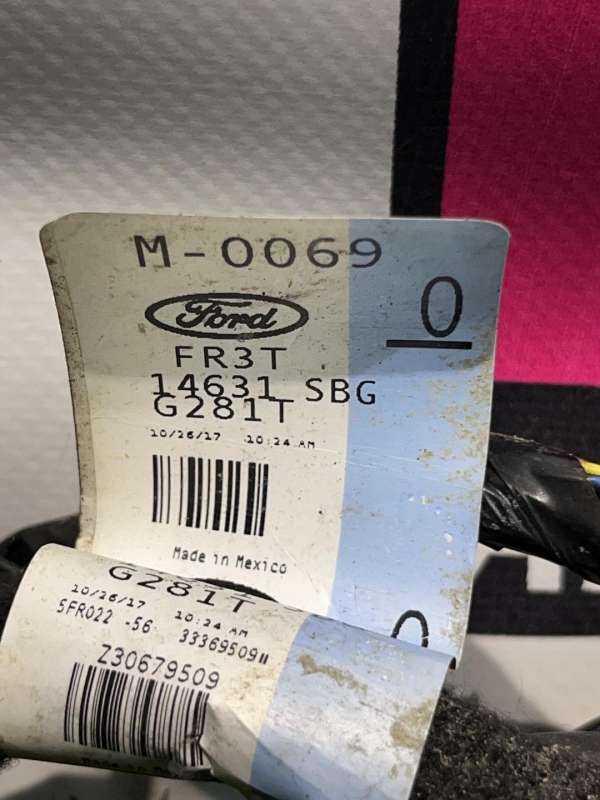 M-0069
0
Ford
FR3T
14631 SBG
G281T
10/26/17 10:24 AM
Made in Mexico
G281T
10/26/17 10:24 AM
5FR022 -56 33369509
Z30679509